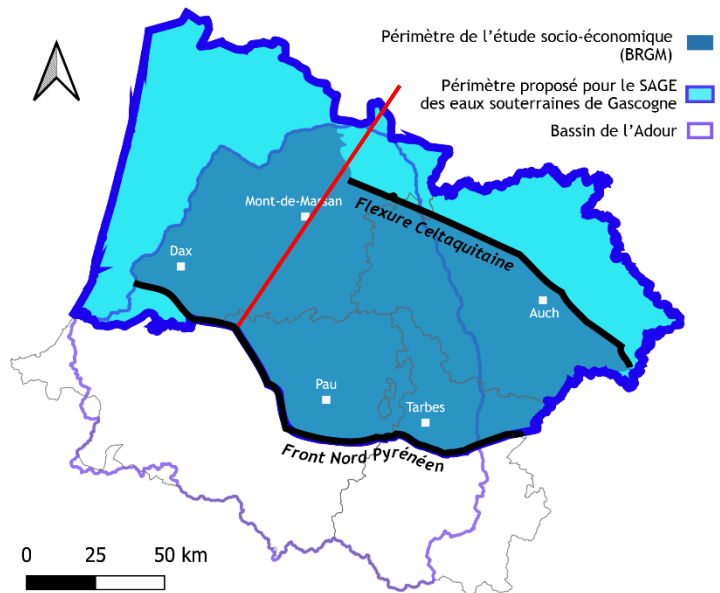 Périmètre de l'étude socio-économique
(BRGM)
Périmètre proposé pour le SAGE
des eaux souterraines de Gascogne
Bassin de l'Adour
Mont-de-Marsan
Flexure Celtaquitaine
Dax
Auch
Pau
Tarbes
Front Nord Pyrénéen
0 25 50 km